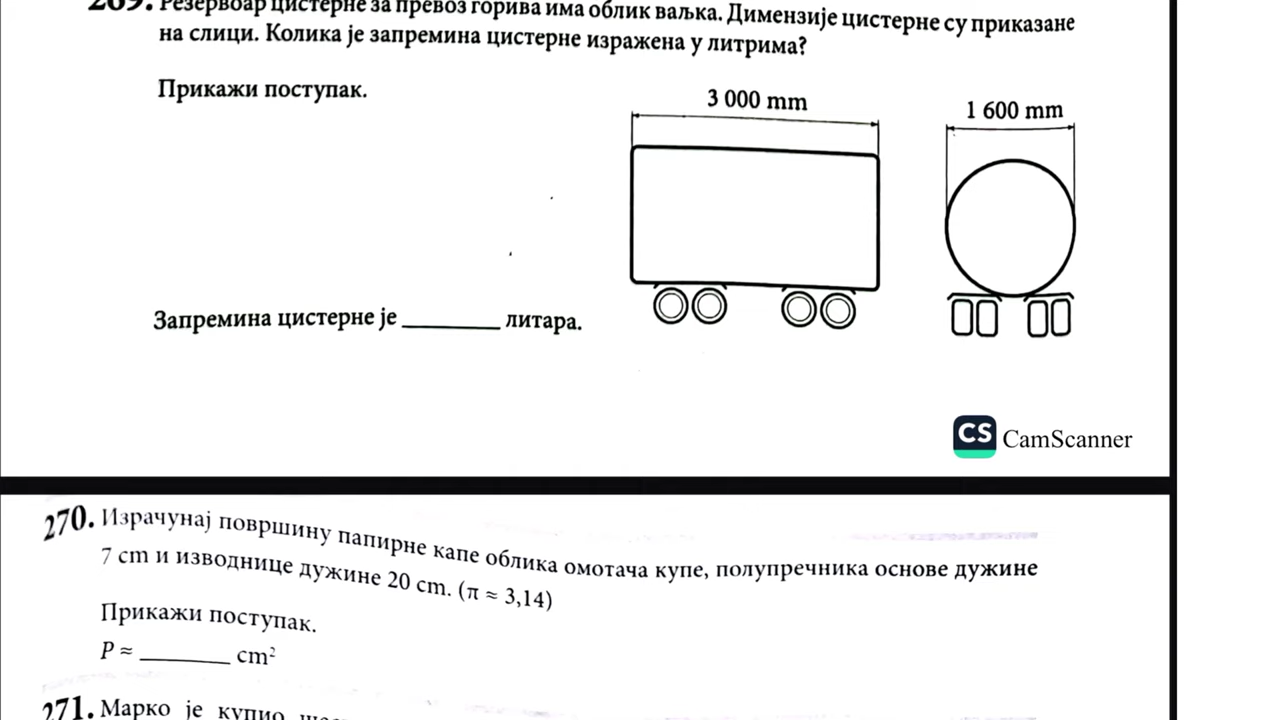 269. Резервоар цистерне за превоз горива има облик ваљка. Димензије цистерне су приказане
на слици. Колика је запремина цистерне изражена у литрима?
Прикажи поступак.
3 000 mm
1 600 mm
Запремина цистерне је ________ литара.
CS CamScanner
270. Израчунај површину папирне капе облика омотача купе, полупречника основе дужине
7 cm и изводнице дужине 20 cm. (π ≈ 3,14)
Прикажи поступак.
P ≈ ________ cm²
271. Марко је купио